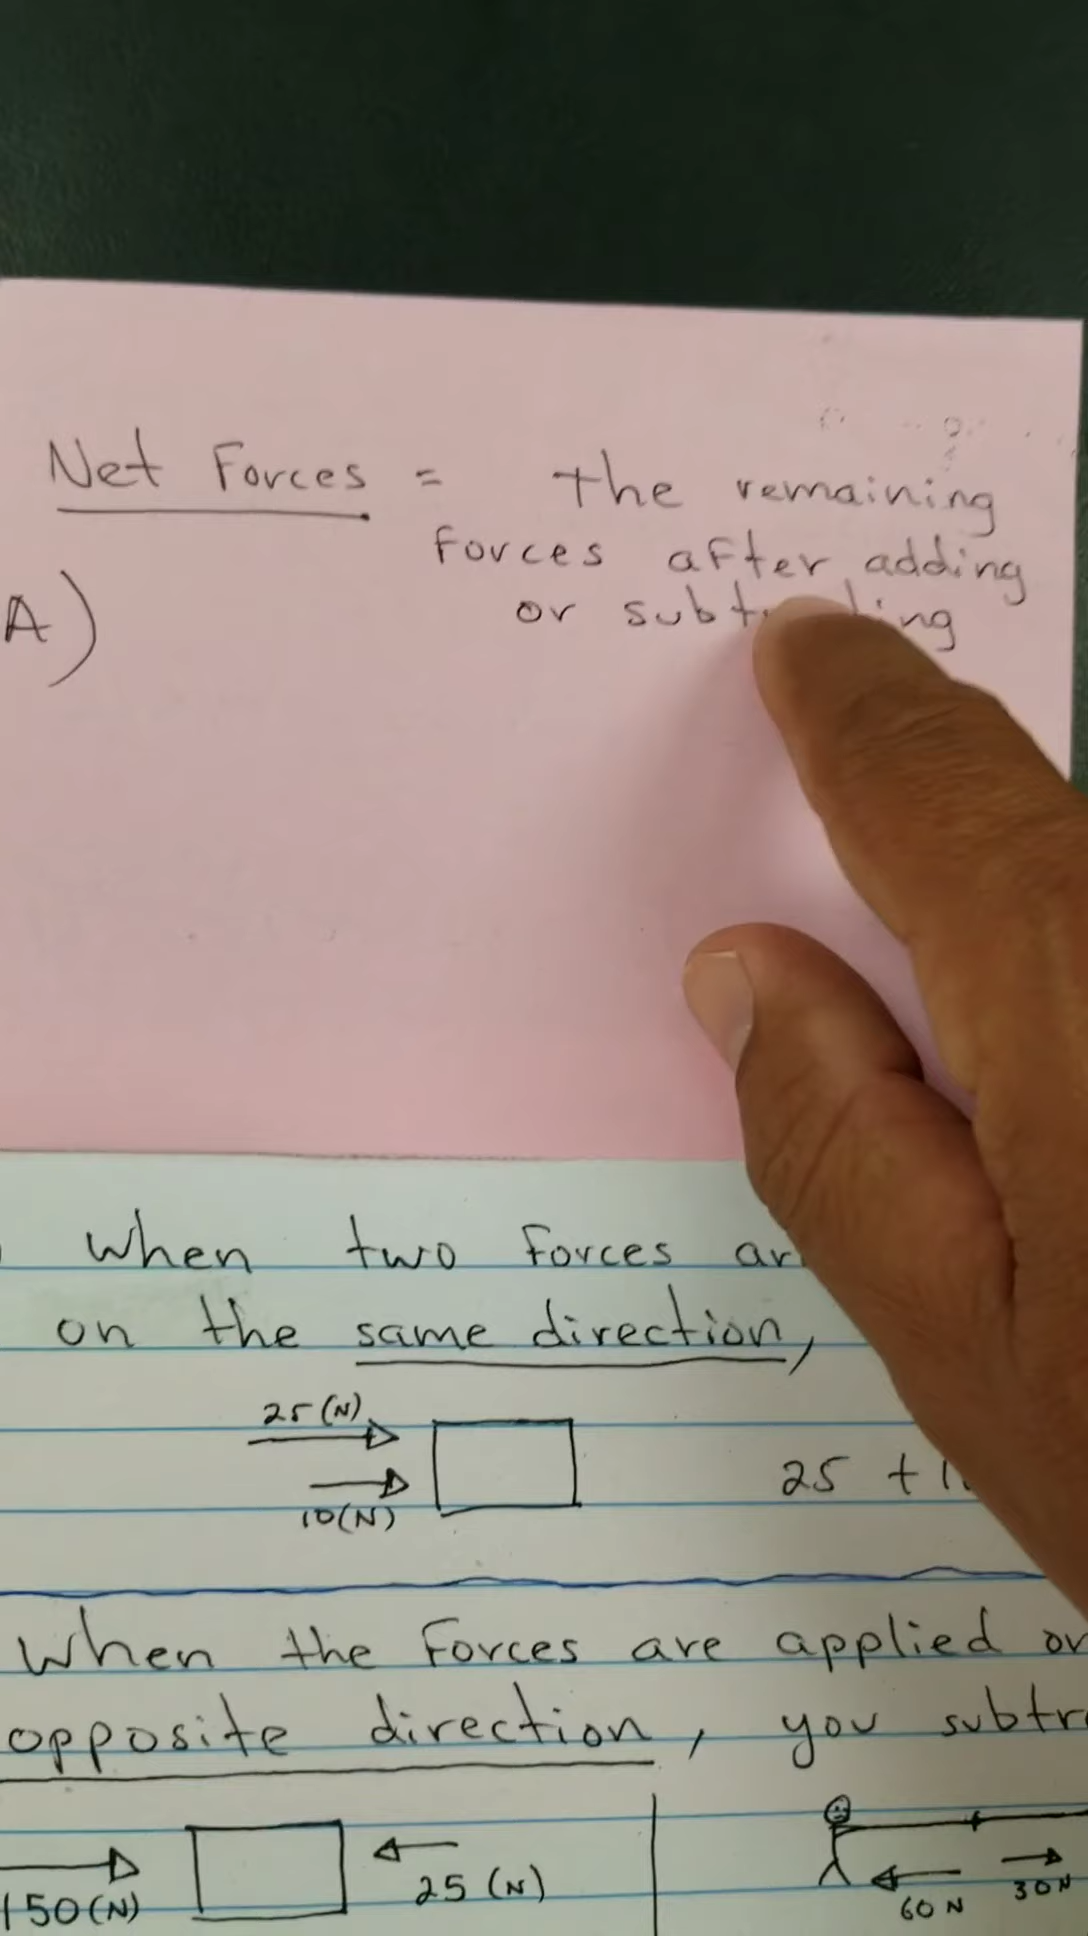 Net Forces = the remaining
forces after adding
or
A)
when two forces
on the same direction,
25 (N)
10 (N)
25 +
When the forces are applied
opposite direction, you
150 (N)
25 (N)
60 N
30 N